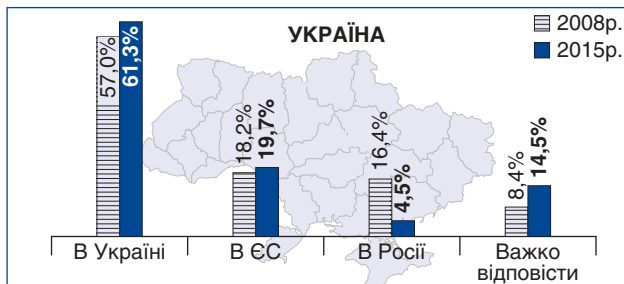 УКРАЇНА
2008р.
2015р.
57,0%
61,3%
18,2%
19,7%
16,4%
4,5%
8,4%
14,5%
В Україні
В ЄС
В Росії
Важко
відповісти